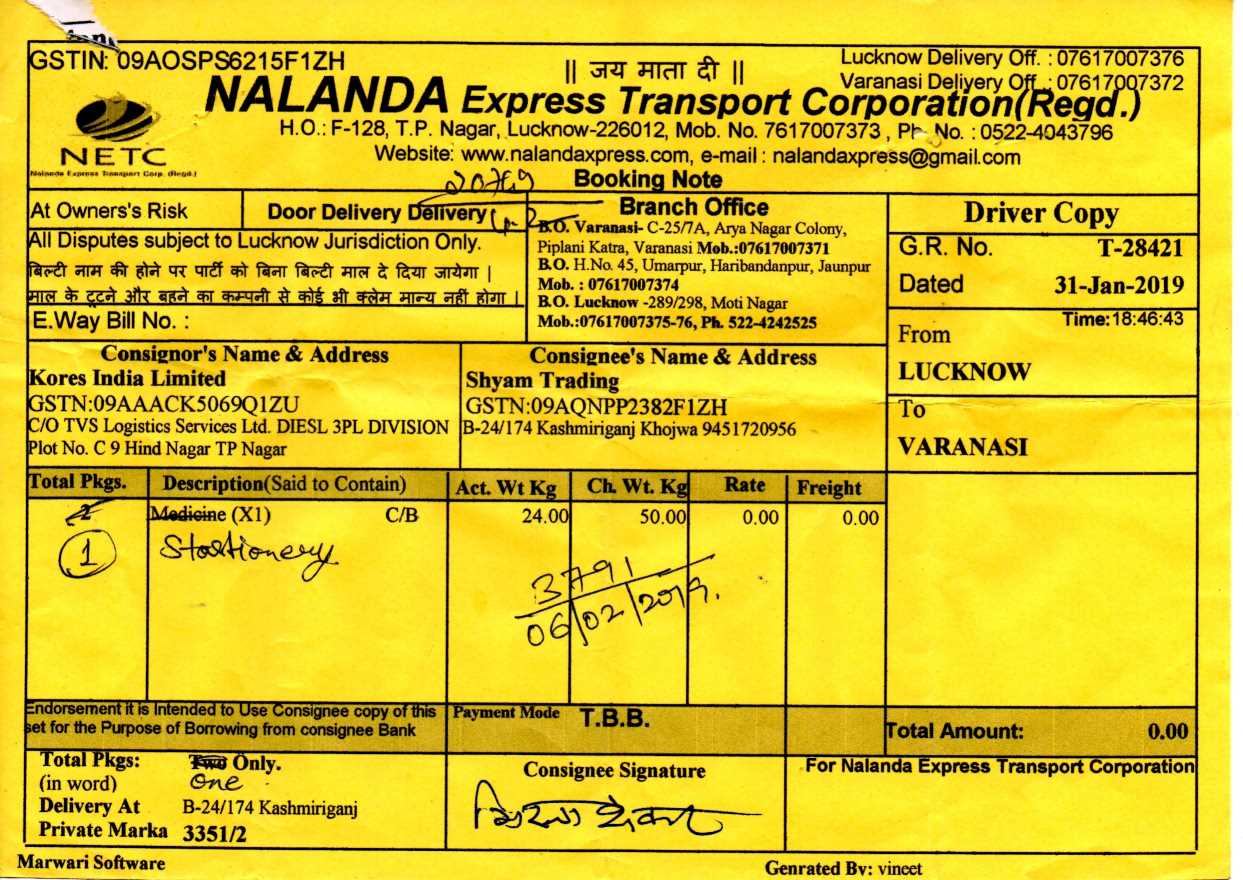 GSTIN: 09AOSPS6215F1ZH
|| जय माता दी ||
Lucknow Delivery Off. : 07617007376
Varanasi Delivery Off. : 07617007372
NALANDA Express Transport Corporation(Regd.)
H.O.: F-128, T.P. Nagar, Lucknow-226012, Mob. No. 7617007373 , Ph. No. : 0522-4043796
NETC
Website: www.nalandaxpress.com, e-mail : nalandaxpress@gmail.com
Nalanda Express Transport Corp. (Regd.)
Booking Note
20769
At Owners's Risk
Door Delivery Delivery
All Disputes subject to Lucknow Jurisdiction Only.
बिल्टी नाम की होने पर पार्टी को बिना बिल्टी माल दे दिया जायेगा |
माल के टूटने और बहने का कम्पनी से कोई भी क्लेम मान्य नहीं होगा |
E.Way Bill No. :
Branch Office
B.O. Varanasi- C-25/7A, Arya Nagar Colony,
Piplani Katra, Varanasi Mob.:07617007371
B.O. H.No. 45, Umarpur, Haribandanpur, Jaunpur
Mob. : 07617007374
B.O. Lucknow -289/298, Moti Nagar
Mob.:07617007375-76, Ph. 522-4242525
Driver Copy
G.R. No. T-28421
Dated 31-Jan-2019
Time: 18:46:43
From
LUCKNOW
To
VARANASI
Consignor's Name & Address
Kores India Limited
GSTN:09AAACK5069Q1ZU
C/O TVS Logistics Services Ltd. DIESL 3PL DIVISION
Plot No. C 9 Hind Nagar TP Nagar
Consignee's Name & Address
Shyam Trading
GSTN:09AQNPP2382F1ZH
B-24/174 Kashmiriganj Khojwa 9451720956
Total Pkgs. Description(Said to Contain) Act. Wt Kg Ch. Wt. Kg Rate Freight
2 Medicine (X1) C/B 24.00 50.00 0.00 0.00
1 Stationery
3791
06/02/2019.
Endorsement it is Intended to Use Consignee copy of this
set for the Purpose of Borrowing from consignee Bank
Payment Mode T.B.B.
Total Amount: 0.00
Total Pkgs: Two Only.
(in word) one
Delivery At B-24/174 Kashmiriganj
Private Marka 3351/2
Consignee Signature
For Nalanda Express Transport Corporation
Marwari Software
Genrated By: vineet